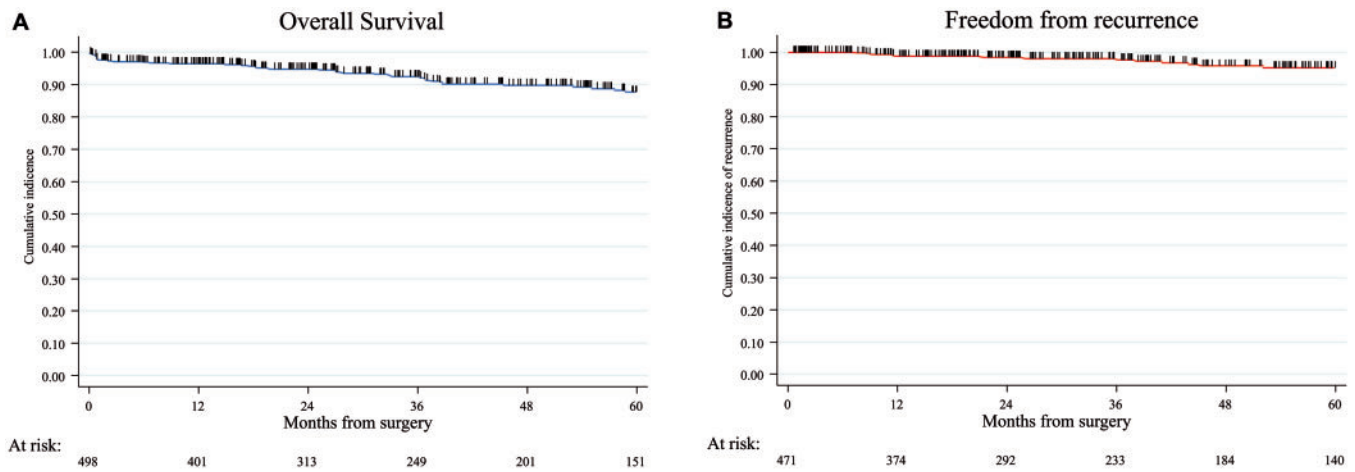 A
Overall Survival
Cumulative indicence
1.00
0.90
0.80
0.70
0.60
0.50
0.40
0.30
0.20
0.10
0.00
0 12 24 36 48 60
Months from surgery
At risk:
498 401 313 249 201 151
B
Freedom from recurrence
Cumulative indicence of recurrence
1.00
0.90
0.80
0.70
0.60
0.50
0.40
0.30
0.20
0.10
0.00
0 12 24 36 48 60
Months from surgery
At risk:
471 374 292 233 184 140